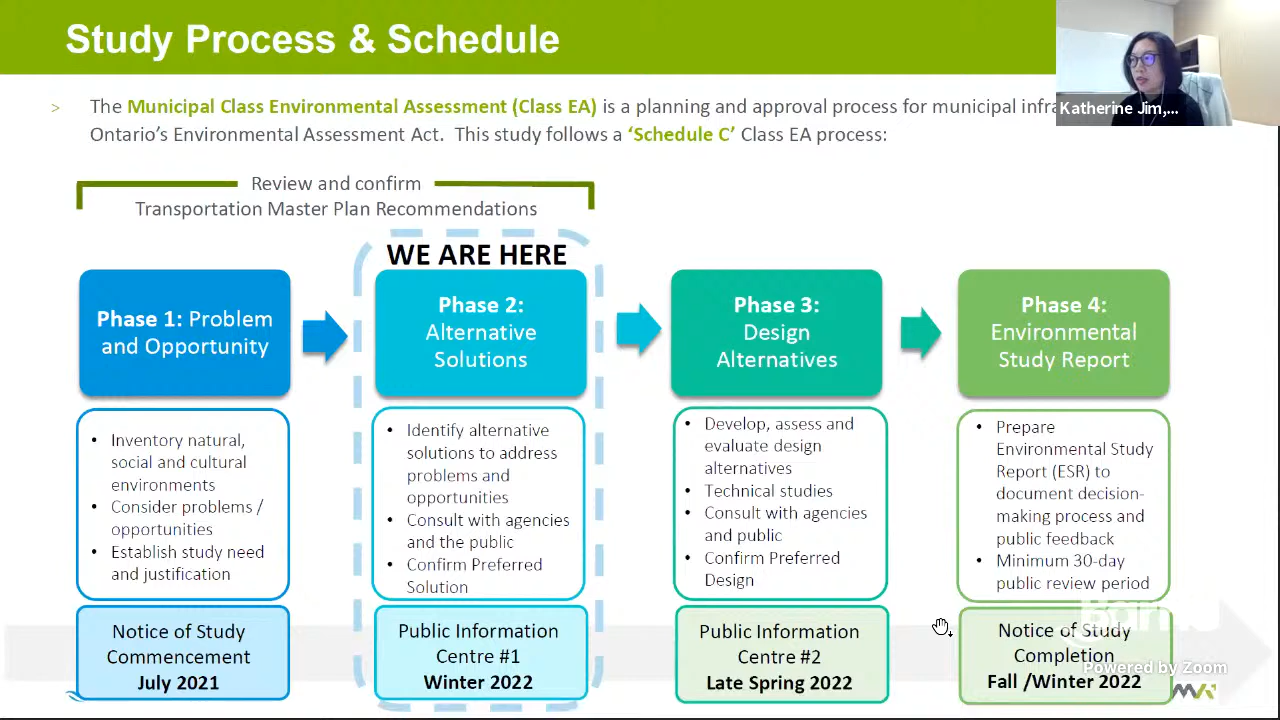 Study Process & Schedule
Katherine Jim,...
> The Municipal Class Environmental Assessment (Class EA) is a planning and approval process for municipal infra
Ontario's Environmental Assessment Act. This study follows a 'Schedule C' Class EA process:
Review and confirm
Transportation Master Plan Recommendations
WE ARE HERE
Phase 1: Problem
and Opportunity
• Inventory natural,
social and cultural
environments
• Consider problems /
opportunities
• Establish study need
and justification
Notice of Study
Commencement
July 2021
Phase 2:
Alternative
Solutions
• Identify alternative
solutions to address
problems and
opportunities
• Consult with agencies
and the public
• Confirm Preferred
Solution
Public Information
Centre #1
Winter 2022
Phase 3:
Design
Alternatives
• Develop, assess and
evaluate design
alternatives
• Technical studies
• Consult with agencies
and public
• Confirm Preferred
Design
Public Information
Centre #2
Late Spring 2022
Phase 4:
Environmental
Study Report
• Prepare
Environmental Study
Report (ESR) to
document decision-
making process and
public feedback
• Minimum 30-day
public review period
Notice of Study
Completion
Fall /Winter 2022
Powered by Zoom